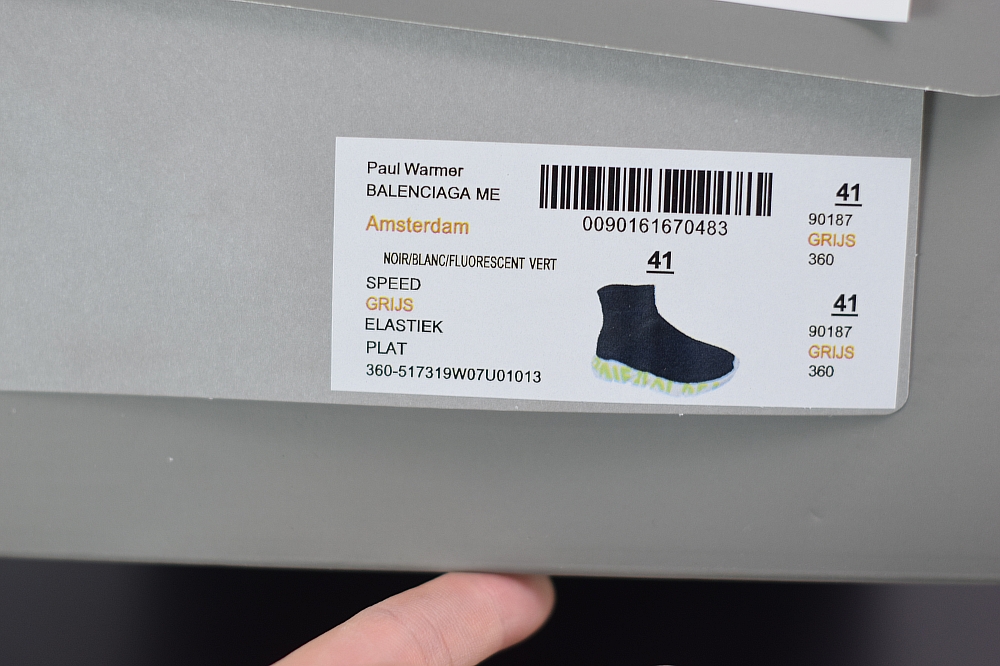 Paul Warmer
BALENCIAGA ME
Amsterdam
0090161670483
NOIR/BLANC/FLUORESCENT VERT
SPEED
GRIJS
ELASTIEK
PLAT
360-517319W07U01013
41
41
90187
GRIJS
360
41
90187
GRIJS
360